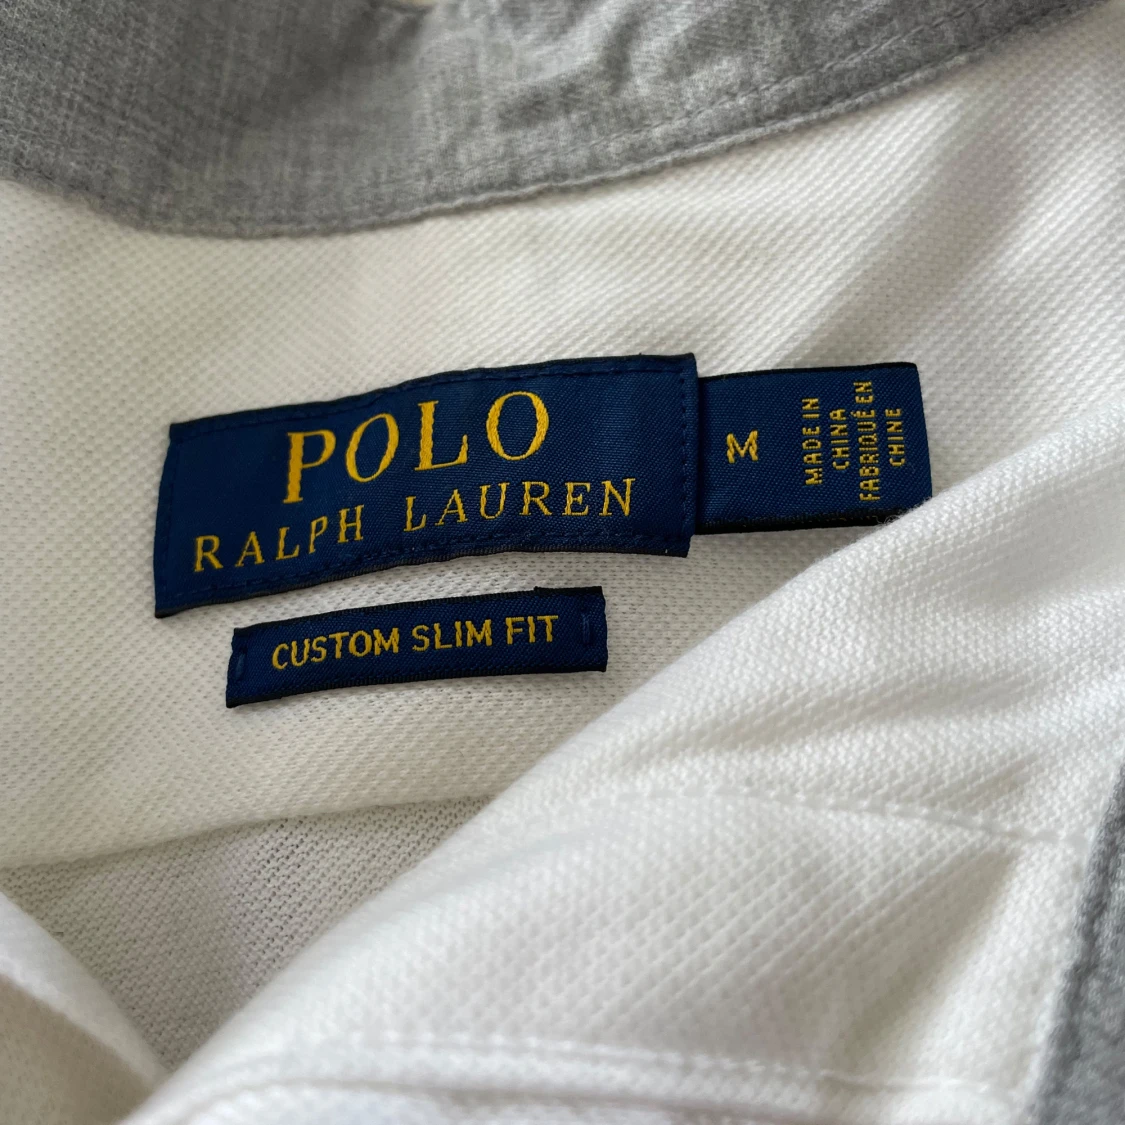 POLO
RALPH LAUREN
M
MADE IN
CHINA
FABRIQUÉ EN
CHINE
CUSTOM SLIM FIT